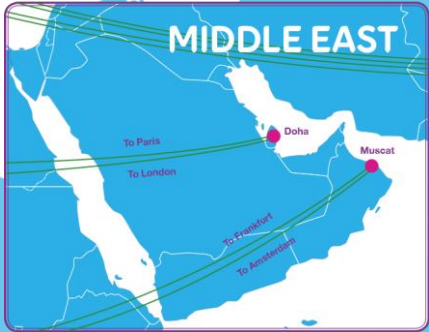 MIDDLE EAST
Doha
To Paris
Muscat
To London
To Frankfurt
To Amsterdam